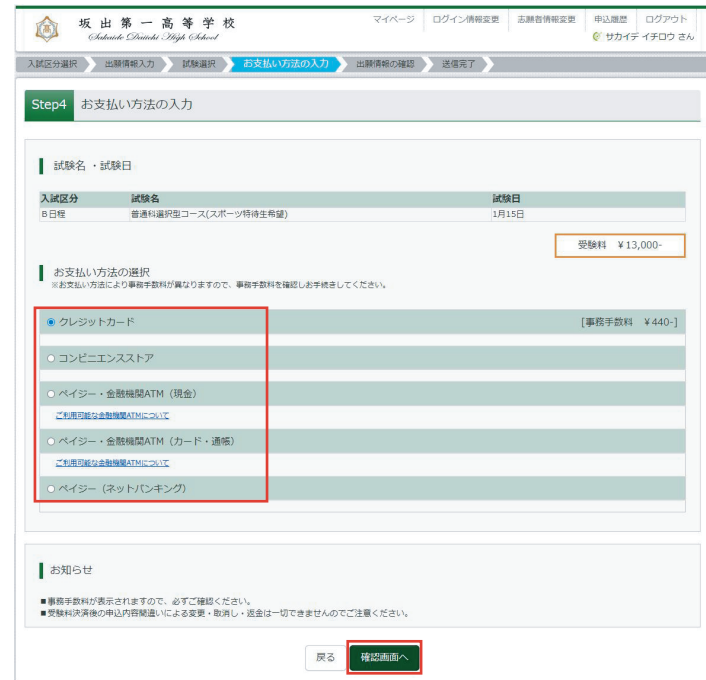 坂出第一高等学校
Sakaide Daiichi High School
マイページ ログイン情報変更 志願者情報変更 申込履歴 ログアウト
サカイデ イチロウ さん
入試区分選択 出願情報入力 試験選択 お支払い方法の入力 出願情報の確認 送信完了
Step4 お支払い方法の入力
試験名・試験日
入試区分 試験名 試験日
B日程 普通科選択型コース(スポーツ特待生希望) 1月15日
受験料 ¥13,000-
お支払い方法の選択
※お支払い方法により事務手数料が異なりますので、事務手数料を確認しお手続きしてください。
クレジットカード [事務手数料 ¥440-]
コンビニエンスストア
ペイジー・金融機関ATM（現金）
ご利用可能な金融機関ATMについて
ペイジー・金融機関ATM（カード・通帳）
ご利用可能な金融機関ATMについて
ペイジー（ネットバンキング）
お知らせ
■事務手数料が表示されますので、必ずご確認ください。
■受験料決済後の申込内容間違いによる変更・取消し・返金は一切できませんのでご注意ください。
戻る 確認画面へ